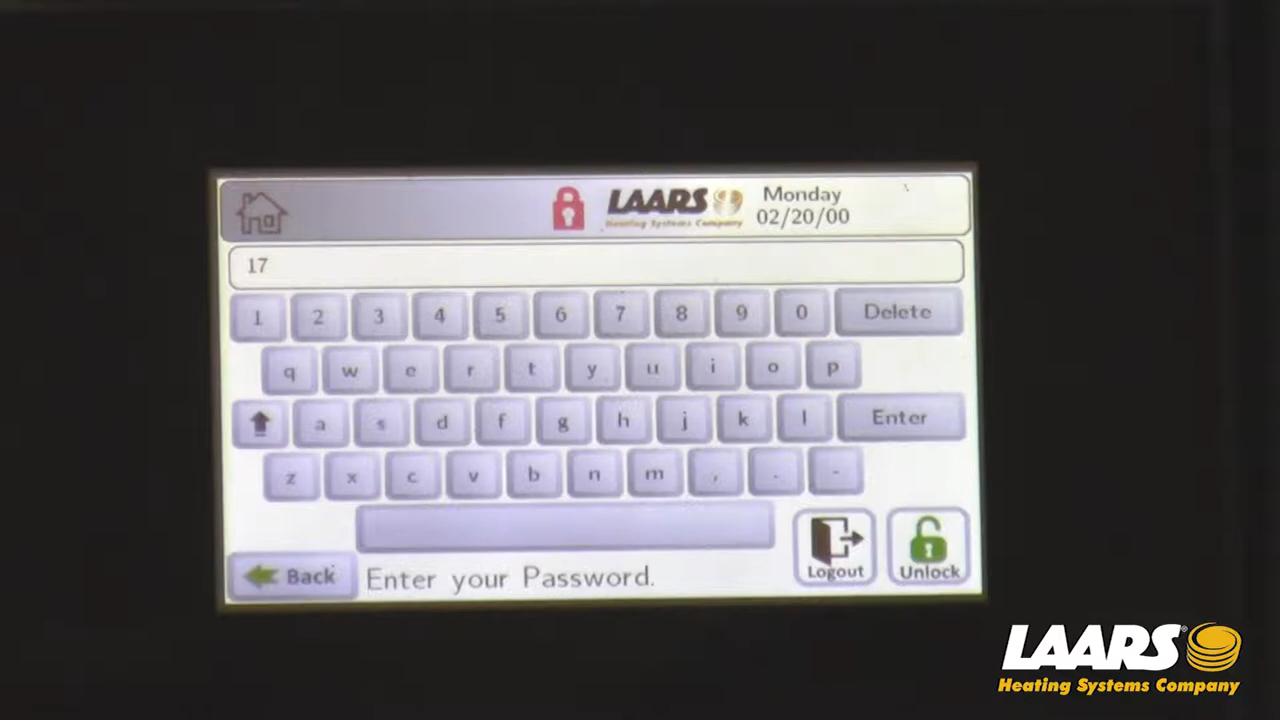 LAARS
Heating Systems Company
Monday
02/20/00
17
1 2 3 4 5 6 7 8 9 0 Delete
q w e r t y u i o p
a s d f g h j k l Enter
z x c v b n m , . -
Back
Enter your Password.
Logout
Unlock
LAARS®
Heating Systems Company